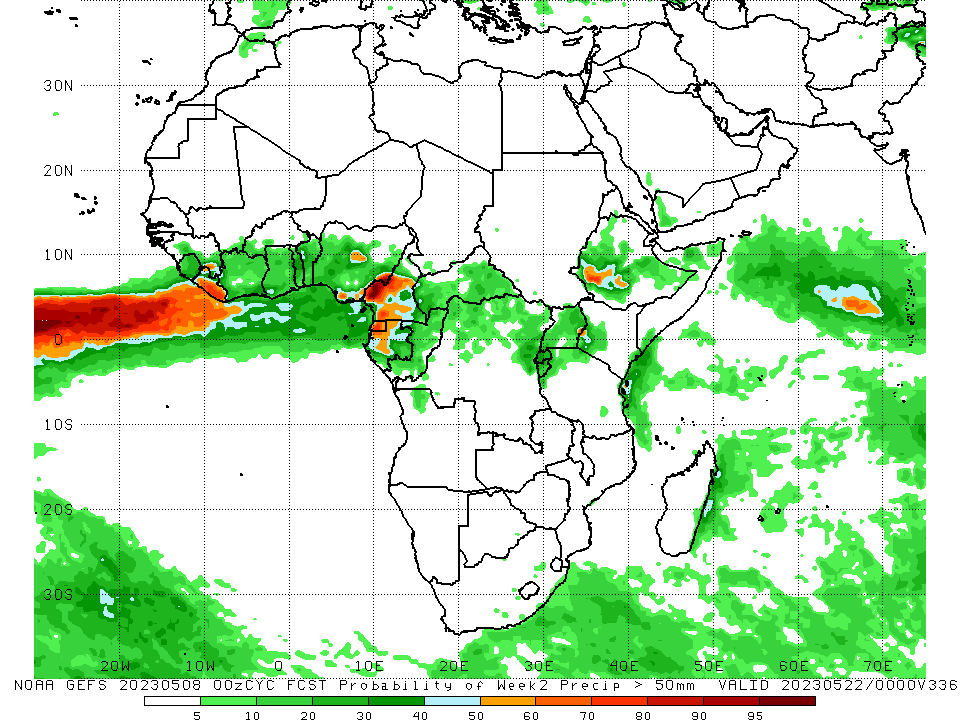 30N
20N
10N
0
10S
20S
30S
20W 10W 0 10E 20E 30E 40E 50E 60E 70E
NOAA GEFS 20230508 00zCYC FCST Probability of Week2 Precip > 50mm VALID 20230522/0000V336
5 10 20 30 40 50 60 70 80 90 95